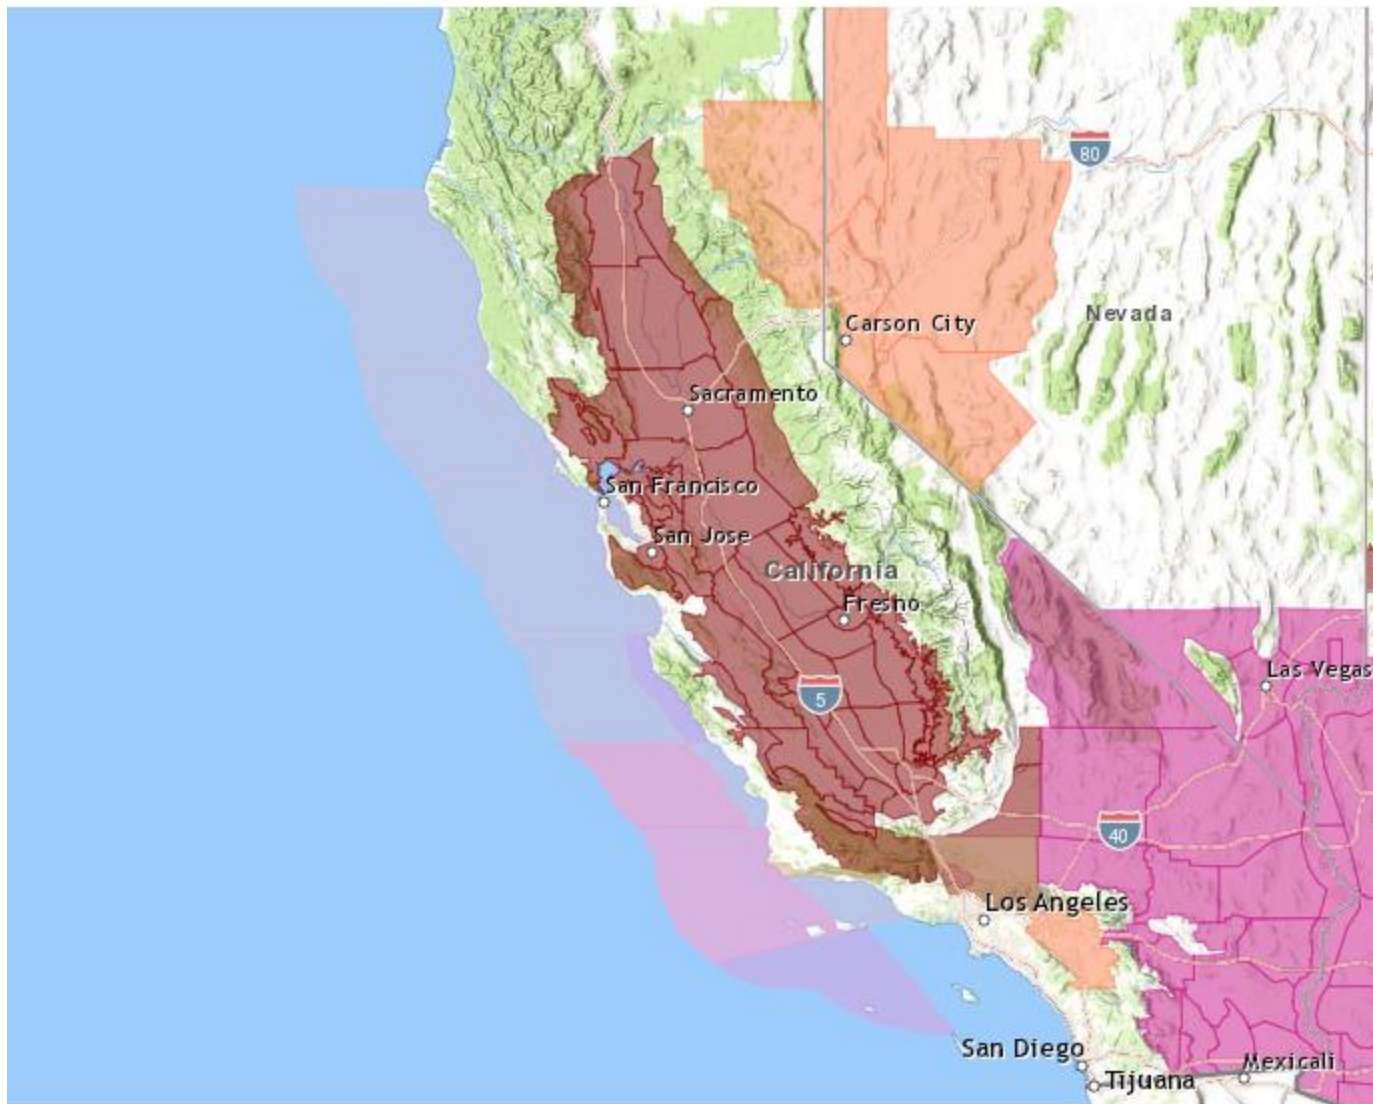 80
Carson City
Nevada
Sacramento
San Francisco
San Jose
California
Fresno
Las Vegas
5
40
Los Angeles
San Diego
Mexicali
Tijuana